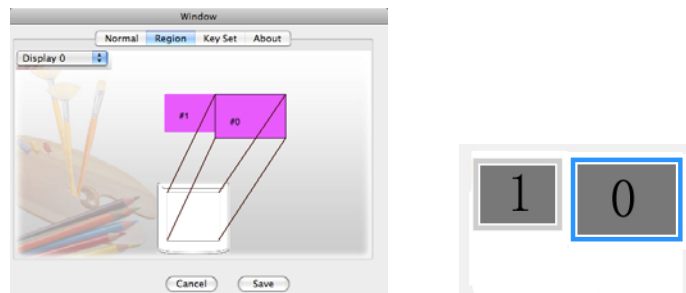 Window
Normal Region Key Set About
Display 0
#1 #0
1 0
Cancel Save